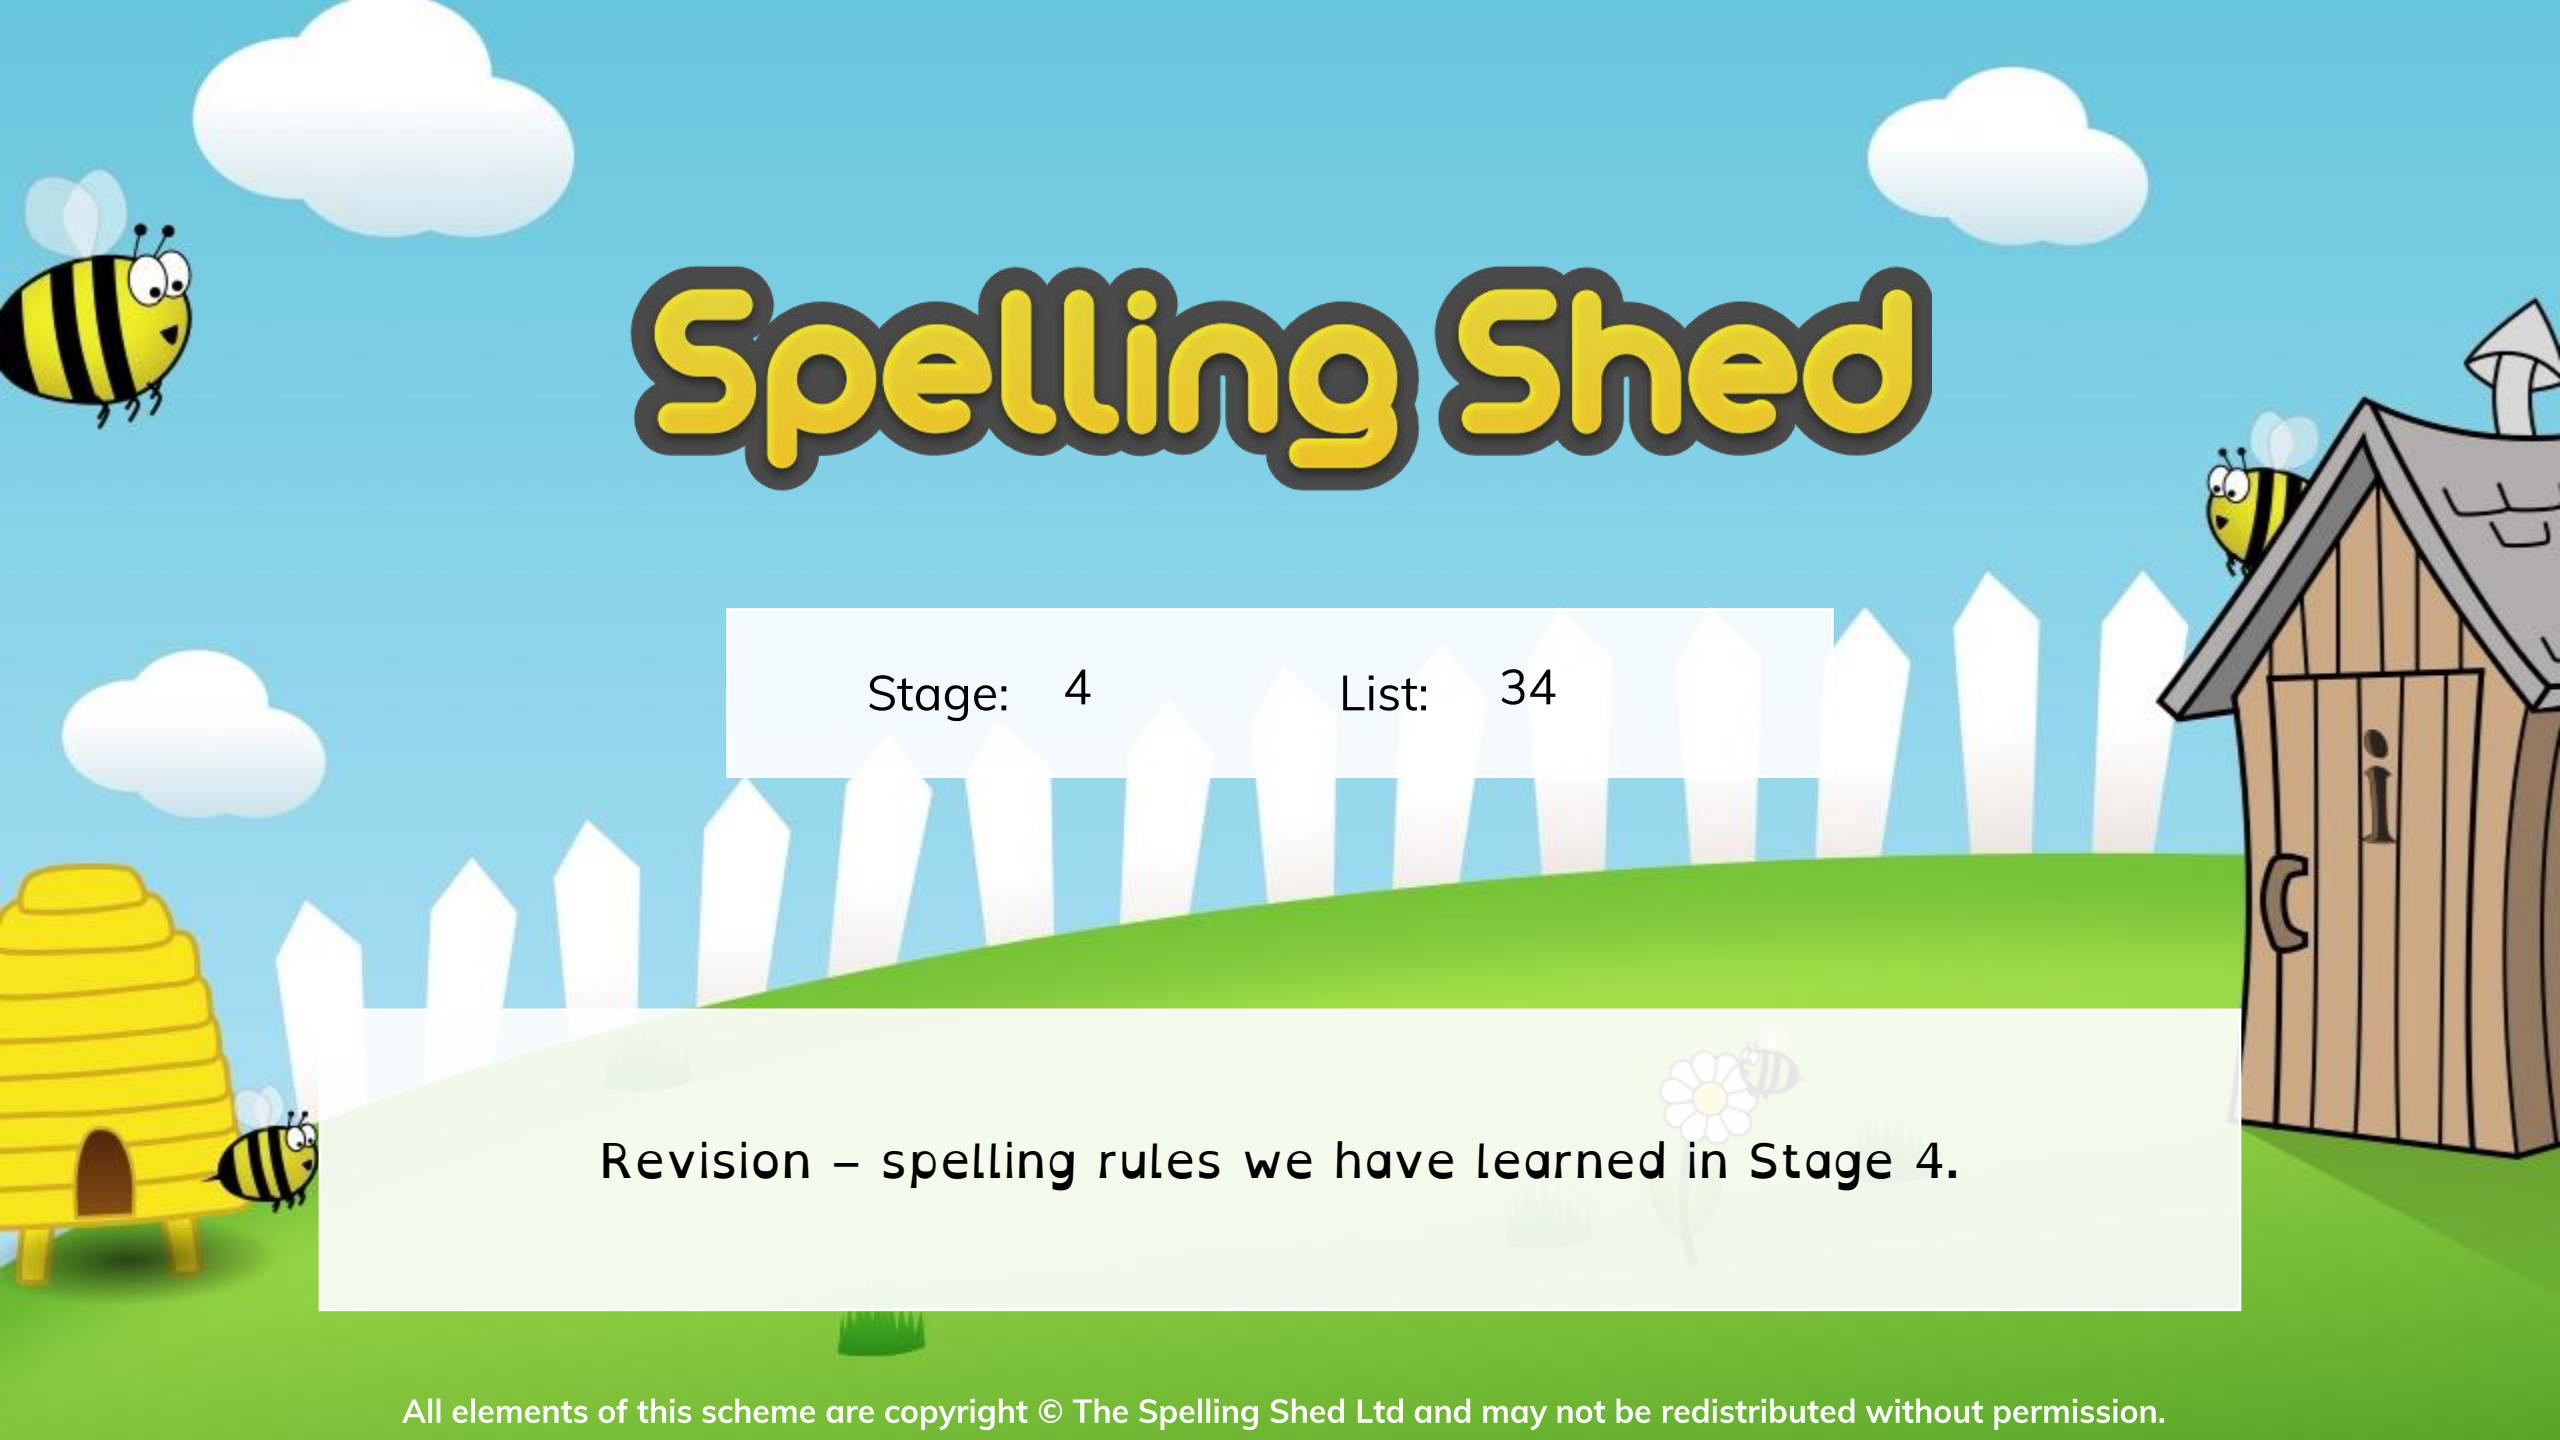 Spelling Shed
Stage: 4 List: 34
i
Revision – spelling rules we have learned in Stage 4.
All elements of this scheme are copyright © The Spelling Shed Ltd and may not be redistributed without permission.